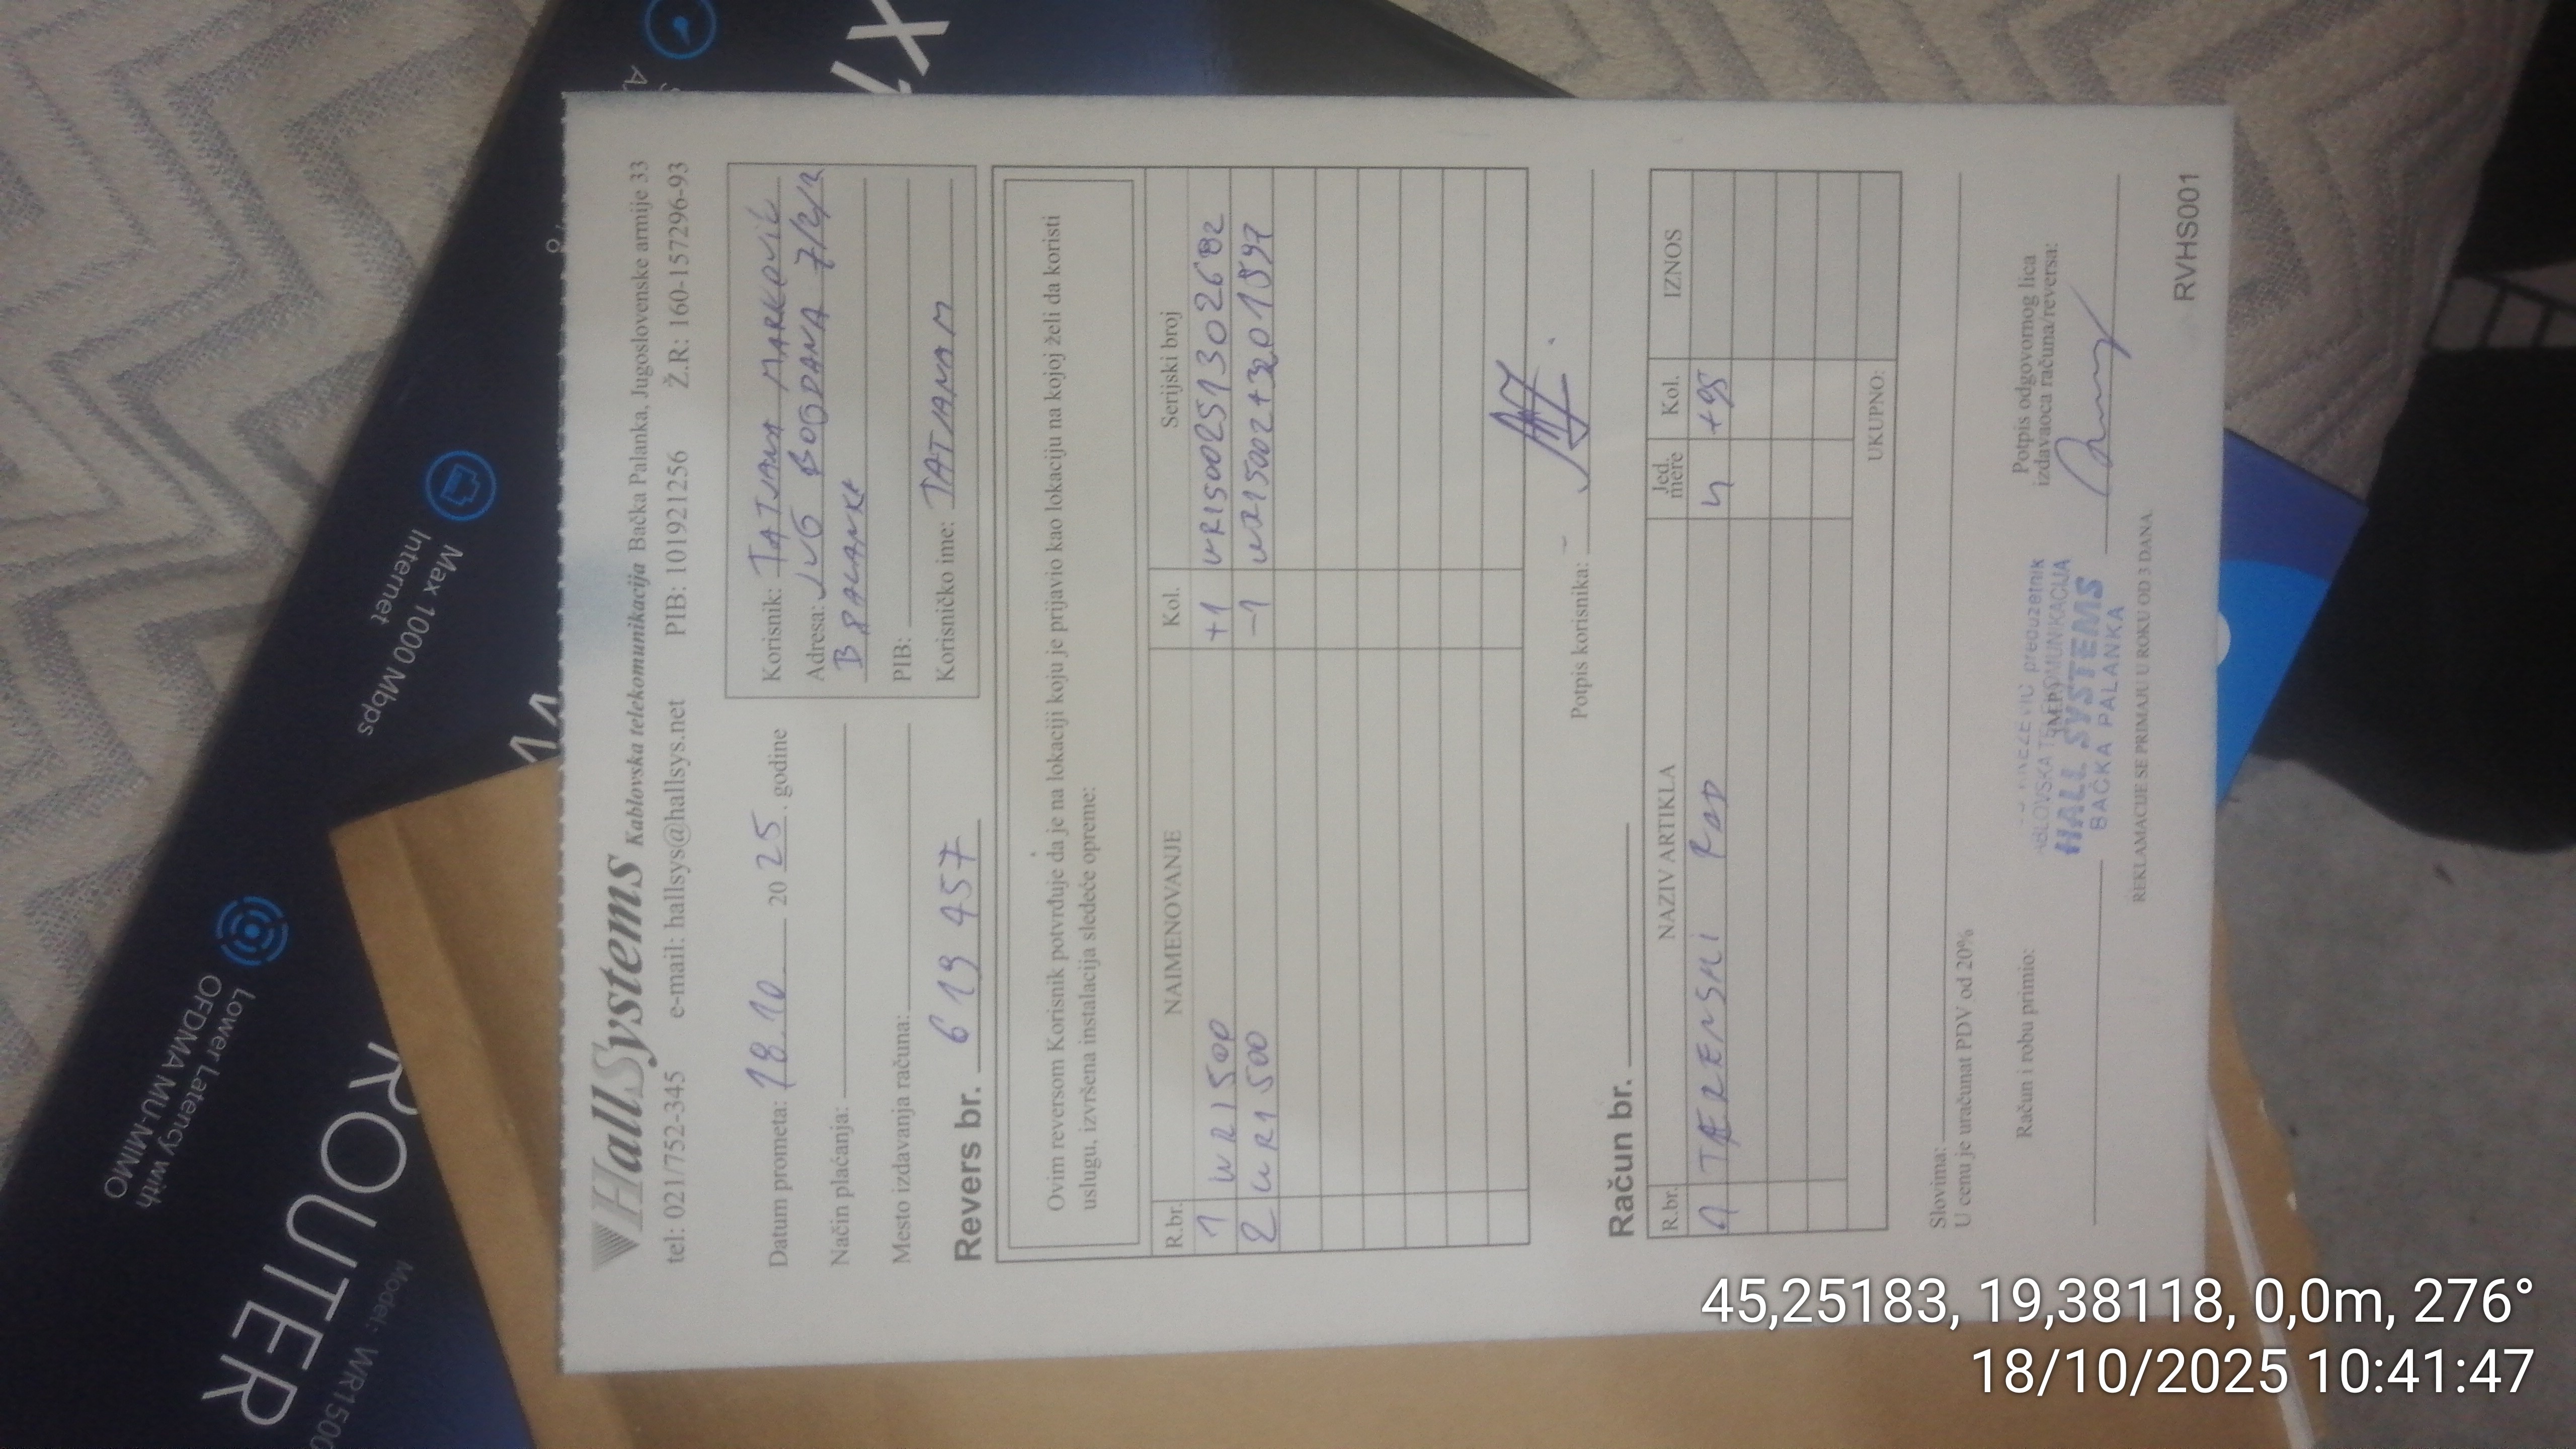 HallSystems Kablovska telekomunikacija Bačka Palanka, Jugoslovenske armije 33
tel: 021/752-345 e-mail: hallsys@hallsys.net PIB: 101921256 Ž.R: 160-157296-93
Datum prometa: 18.10 2025. godine
Način plaćanja:
Mesto izdavanja računa:
Korisnik: TATJANA MARKOVIĆ
Adresa: JUG BOGDANA 7/2/2
B PALANKA
PIB:
Korisničko ime: TATJANAM
Revers br. 619457
Ovim reversom Korisnik potvrđuje da je na lokaciji koju je prijavio kao lokaciju na kojoj želi da koristi
uslugu, izvršena instalacija sledeće opreme:
R.br. NAIMENOVANJE Kol. Serijski broj
1 WR1500 +1
2 WR1500 -1
Potpis korisnika:
Račun br.
R.br. NAZIV ARTIKLA Jed. mere Kol. IZNOS
1 TERENSKI RAD
UKUPNO:
Slovima:
U cenu je uračunat PDV od 20%
Račun i robu primio:
Potpis odgovornog lica
izdavaoca računa/reversa:
preduzetnik
(M.P.)
HALL SYSTEMS
BAČKA PALANKA
REKLAMACIJE SE PRIMAJU U ROKU OD 3 DANA.
RVHS001
ROUTER
Model: WR1500
Lower Latency with
OFDMA MU-MIMO
Max 1000 Mbps
Internet
45,25183, 19,38118, 0,0m, 276°
18/10/2025 10:41:47